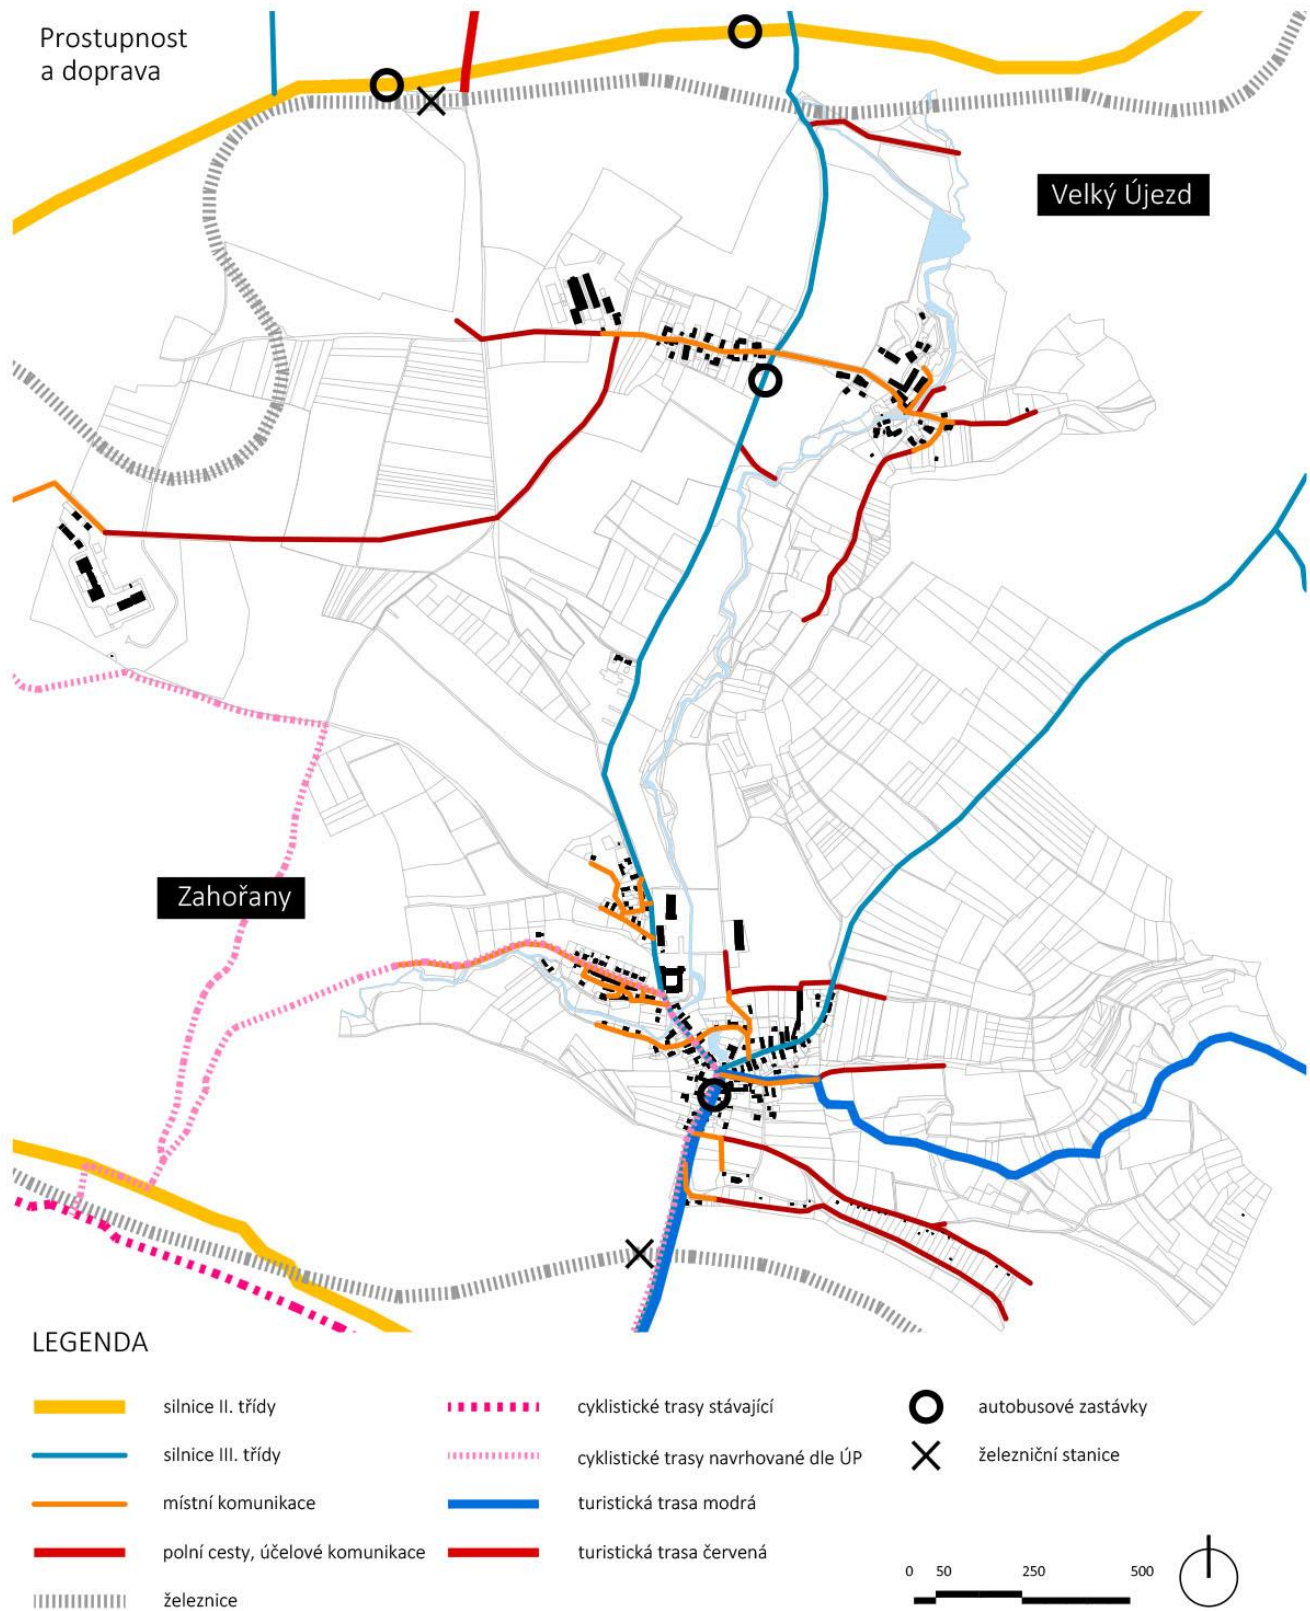 Prostupnost
a doprava
Velký Újezd
Zahořany
LEGENDA
silnice II. třídy
silnice III. třídy
místní komunikace
polní cesty, účelové komunikace
železnice
cyklistické trasy stávající
cyklistické trasy navrhované dle ÚP
turistická trasa modrá
turistická trasa červená
autobusové zastávky
železniční stanice
0 50 250 500